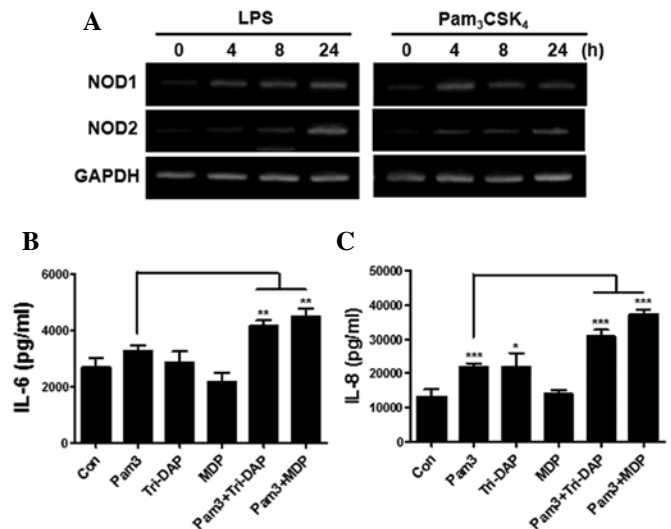 A
LPS
Pam₃CSK₄
0 4 8 24
0 4 8 24 (h)
NOD1
NOD2
GAPDH
B
6000
**
**
4000
2000
0
IL-6 (pg/ml)
Con
Pam3
Tri-DAP
MDP
Pam3+Tri-DAP
Pam3+MDP
C
50000
40000
30000
20000
10000
0
***
*
***
***
IL-8 (pg/ml)
Con
Pam3
Tri-DAP
MDP
Pam3+Tri-DAP
Pam3+MDP